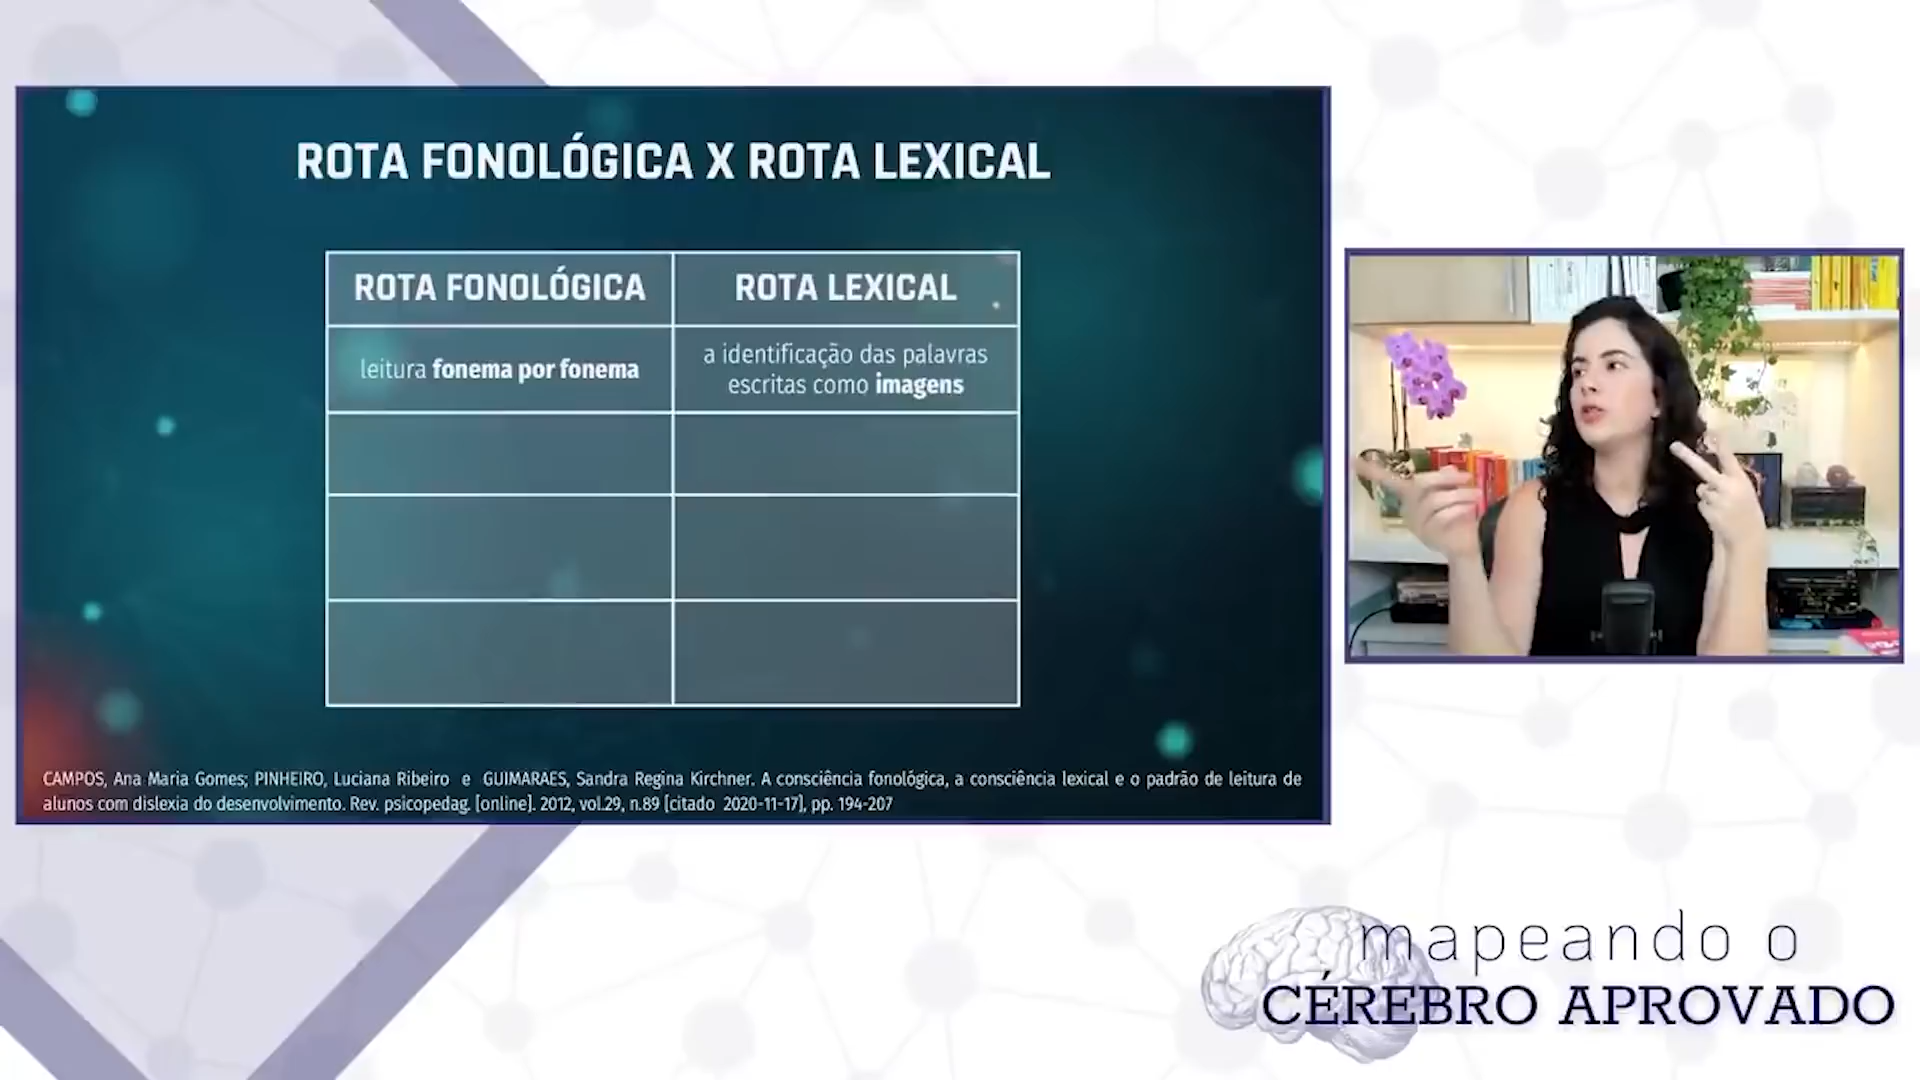 ROTA FONOLÓGICA X ROTA LEXICAL
ROTA FONOLÓGICA
ROTA LEXICAL
leitura fonema por fonema
a identificação das palavras
escritas como imagens
CAMPOS, Ana Maria Gomes; PINHEIRO, Luciana Ribeiro e GUIMARAES, Sandra Regina Kirchner. A consciência fonológica, a consciência lexical e o padrão de leitura de
alunos com dislexia do desenvolvimento. Rev. psicopedag. [online]. 2012, vol.29, n.89 [citado 2020-11-17], pp. 194-207
mapeando o
CÉREBRO APROVADO